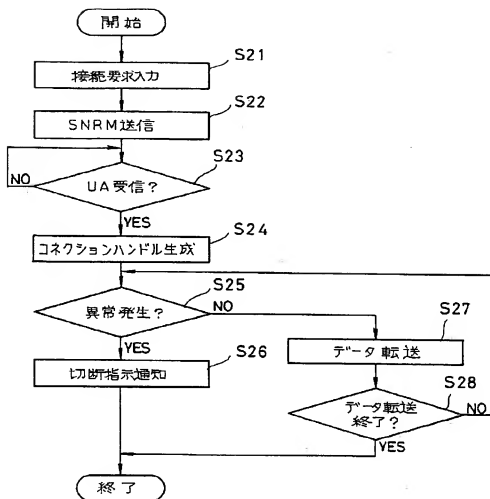 開始
S21
接続要求入力
S22
SNRM送信
S23
UA受信?
NO
YES
S24
コネクションハンドル生成
S25
異常発生?
NO
YES
S26
切断指示通知
S27
データ転送
S28
データ転送
終了?
NO
YES
終了